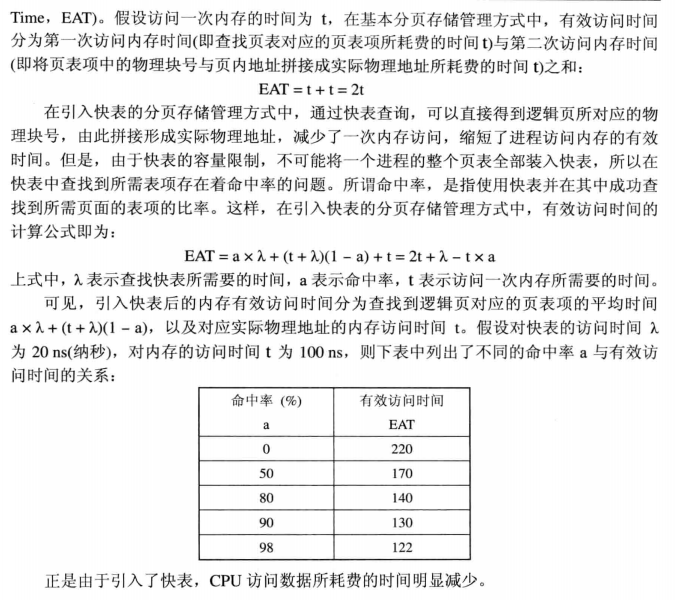 Time，EAT)。假设访问一次内存的时间为 t，在基本分页存储管理方式中，有效访问时间
分为第一次访问内存时间(即查找页表对应的页表项所耗费的时间 t)与第二次访问内存时间
(即将页表项中的物理块号与页内地址拼接成实际物理地址所耗费的时间 t)之和：
EAT = t + t = 2t
在引入快表的分页存储管理方式中，通过快表查询，可以直接得到逻辑页所对应的物
理块号，由此拼接形成实际物理地址，减少了一次内存访问，缩短了进程访问内存的有效
时间。但是，由于快表的容量限制，不可能将一个进程的整个页表全部装入快表，所以在
快表中查找到所需表项存在着命中率的问题。所谓命中率，是指使用快表并在其中成功查
找到所需页面的表项的比率。这样，在引入快表的分页存储管理方式中，有效访问时间的
计算公式即为：
EAT = a × λ + (t + λ)(1 − a) + t = 2t + λ − t × a
上式中，λ 表示查找快表所需要的时间，a 表示命中率，t 表示访问一次内存所需要的时间。
可见，引入快表后的内存有效访问时间分为查找到逻辑页对应的页表项的平均时间
a × λ + (t + λ)(1 − a)，以及对应实际物理地址的内存访问时间 t。假设对快表的访问时间 λ
为 20 ns(纳秒)，对内存的访问时间 t 为 100 ns，则下表中列出了不同的命中率 a 与有效访
问时间的关系：
命中率 (%) 有效访问时间
a EAT
0 220
50 170
80 140
90 130
98 122
正是由于引入了快表，CPU 访问数据所耗费的时间明显减少。